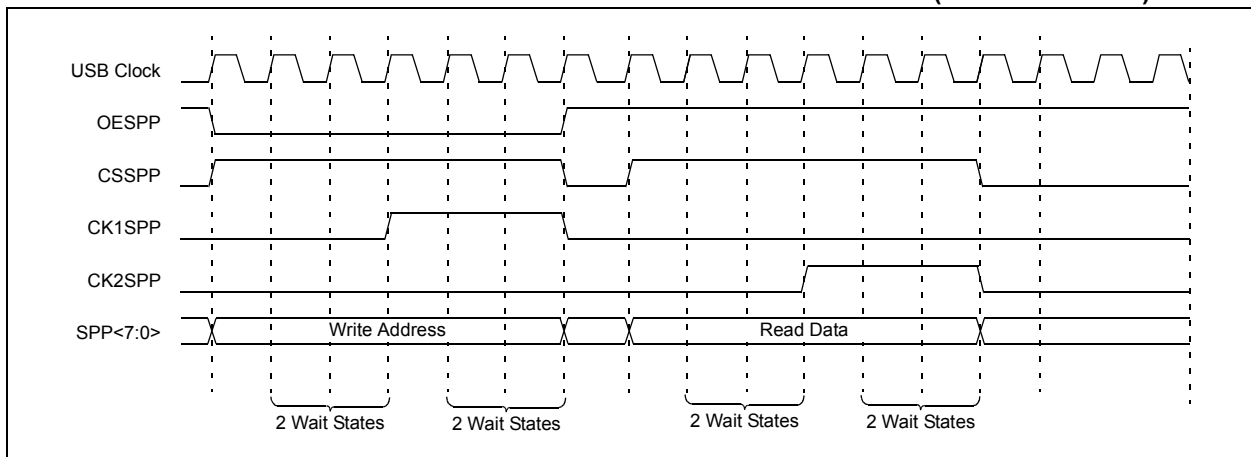 USB Clock
OESPP
CSSPP
CK1SPP
CK2SPP
SPP<7:0>
Write Address
Read Data
2 Wait States
2 Wait States
2 Wait States
2 Wait States